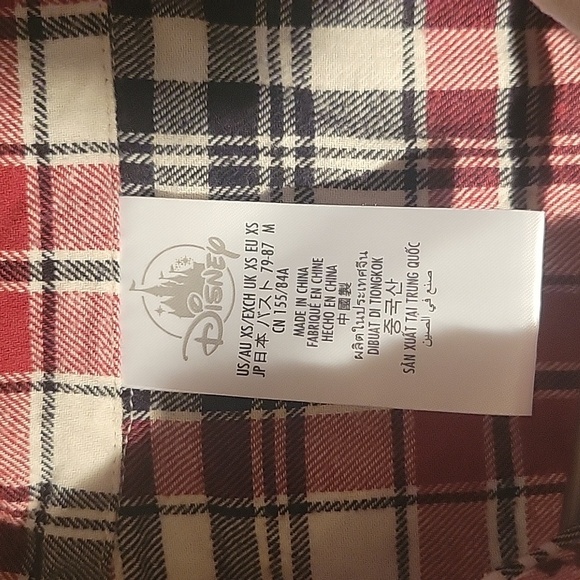 Disney
US/AU XS/EXCH UK XS EU XS
JP日本 バスト 79-87 M
CN 155/84A
MADE IN CHINA
FABRIQUÉ EN CHINE
HECHO EN CHINA
中國製
ผลิตในประเทศจีน
DIBUAT DI TIONGKOK
중국산
SẢN XUẤT TẠI TRUNG QUỐC
صنع في الصين